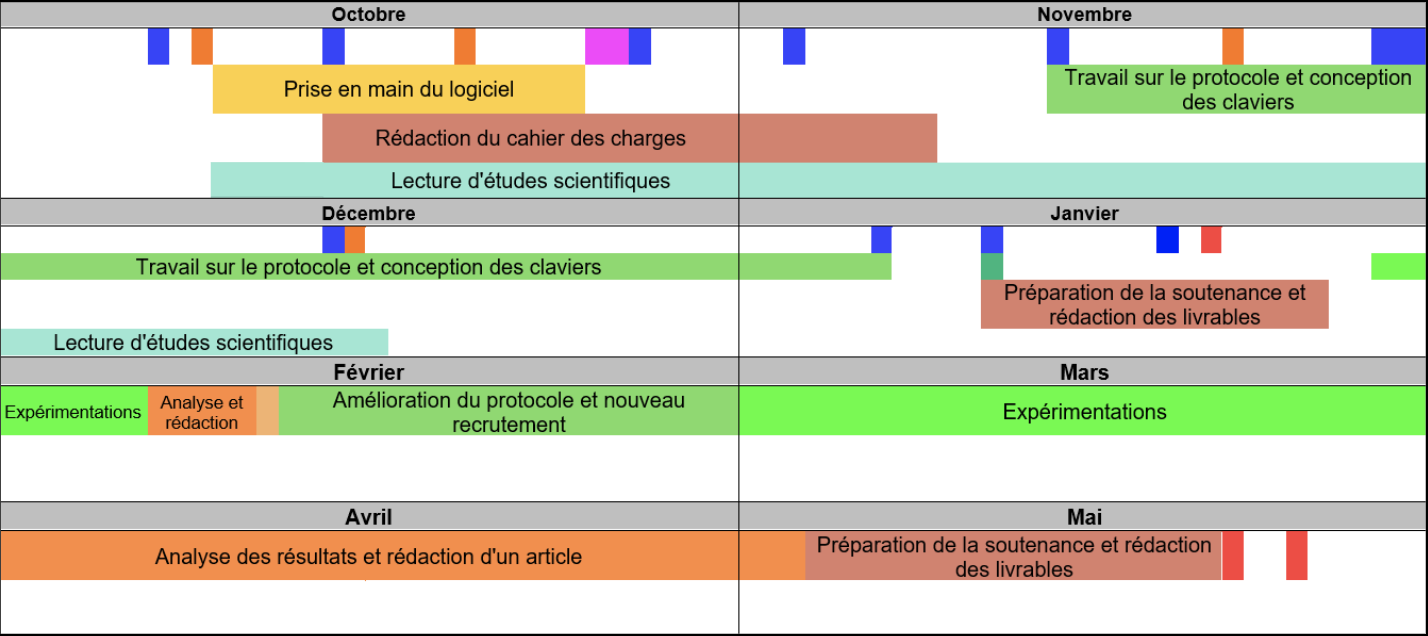 Octobre
Novembre
Prise en main du logiciel
Travail sur le protocole et conception
des claviers
Rédaction du cahier des charges
Lecture d'études scientifiques
Décembre
Janvier
Travail sur le protocole et conception des claviers
Préparation de la soutenance et
rédaction des livrables
Lecture d'études scientifiques
Février
Mars
Expérimentations
Analyse et
rédaction
Amélioration du protocole et nouveau
recrutement
Expérimentations
Avril
Mai
Analyse des résultats et rédaction d'un article
Préparation de la soutenance et rédaction
des livrables